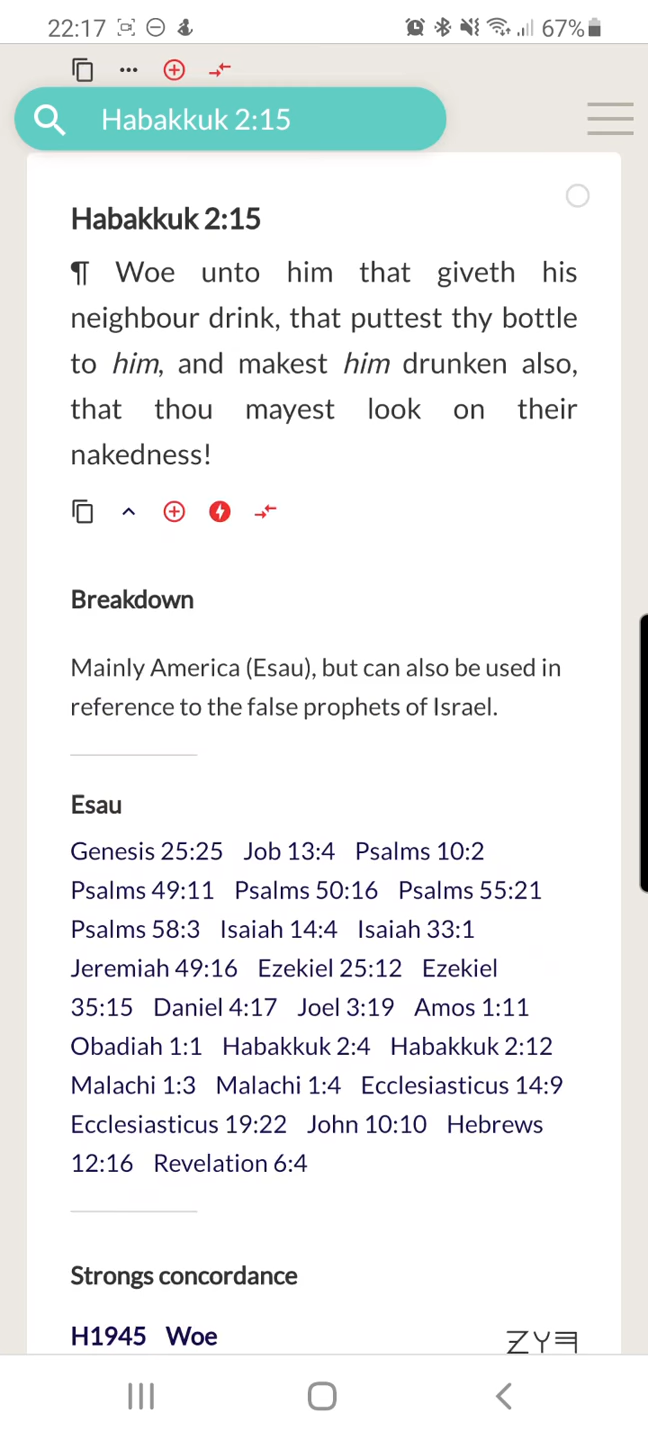 22:17 67%
Habakkuk 2:15
Habakkuk 2:15
¶ Woe unto him that giveth his
neighbour drink, that puttest thy bottle
to him, and makest him drunken also,
that thou mayest look on their
nakedness!
Breakdown
Mainly America (Esau), but can also be used in
reference to the false prophets of Israel.
Esau
Genesis 25:25 Job 13:4 Psalms 10:2
Psalms 49:11 Psalms 50:16 Psalms 55:21
Psalms 58:3 Isaiah 14:4 Isaiah 33:1
Jeremiah 49:16 Ezekiel 25:12 Ezekiel
35:15 Daniel 4:17 Joel 3:19 Amos 1:11
Obadiah 1:1 Habakkuk 2:4 Habakkuk 2:12
Malachi 1:3 Malachi 1:4 Ecclesiasticus 14:9
Ecclesiasticus 19:22 John 10:10 Hebrews
12:16 Revelation 6:4
Strongs concordance
H1945 Woe